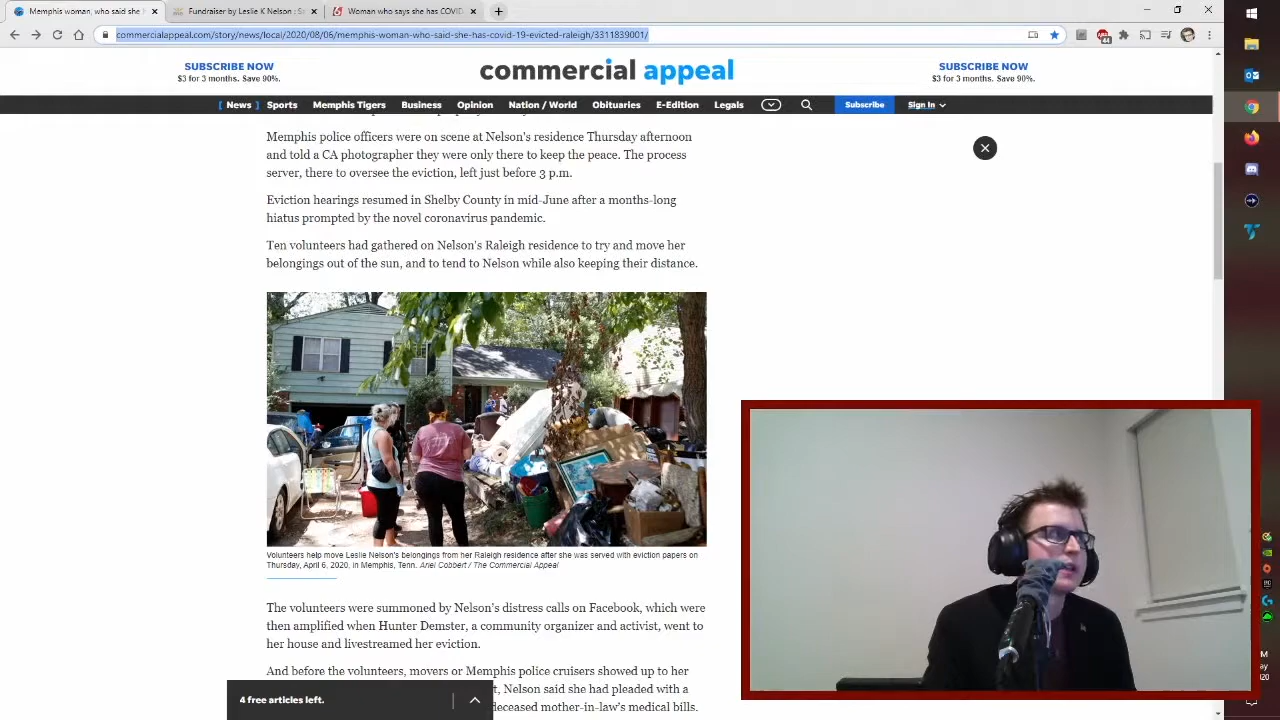 Memphis woman, who said she
Fundraiser by Leslie K Nelson : Se
Woman who says she has COVID
commercialappeal.com/story/news/local/2020/08/06/memphis-woman-who-said-she-has-covid-19-evicted-raleigh/3311839001/
44
SUBSCRIBE NOW
$3 for 3 months. Save 90%.
commercial appeal
SUBSCRIBE NOW
$3 for 3 months. Save 90%.
[ News ] Sports Memphis Tigers Business Opinion Nation / World Obituaries E-Edition Legals Subscribe Sign In
Memphis police officers were on scene at Nelson's residence Thursday afternoon
and told a CA photographer they were only there to keep the peace. The process
server, there to oversee the eviction, left just before 3 p.m.
Eviction hearings resumed in Shelby County in mid-June after a months-long
hiatus prompted by the novel coronavirus pandemic.
Ten volunteers had gathered on Nelson's Raleigh residence to try and move her
belongings out of the sun, and to tend to Nelson while also keeping their distance.
Volunteers help move Leslie Nelson's belongings from her Raleigh residence after she was served with eviction papers on
Thursday, April 6, 2020, in Memphis, Tenn. Ariel Cobbert / The Commercial Appeal
The volunteers were summoned by Nelson's distress calls on Facebook, which were
then amplified when Hunter Demster, a community organizer and activist, went to
her house and livestreamed her eviction.
And before the volunteers, movers or Memphis police cruisers showed up to her
t, Nelson said she had pleaded with a
deceased mother-in-law's medical bills.
4 free articles left.